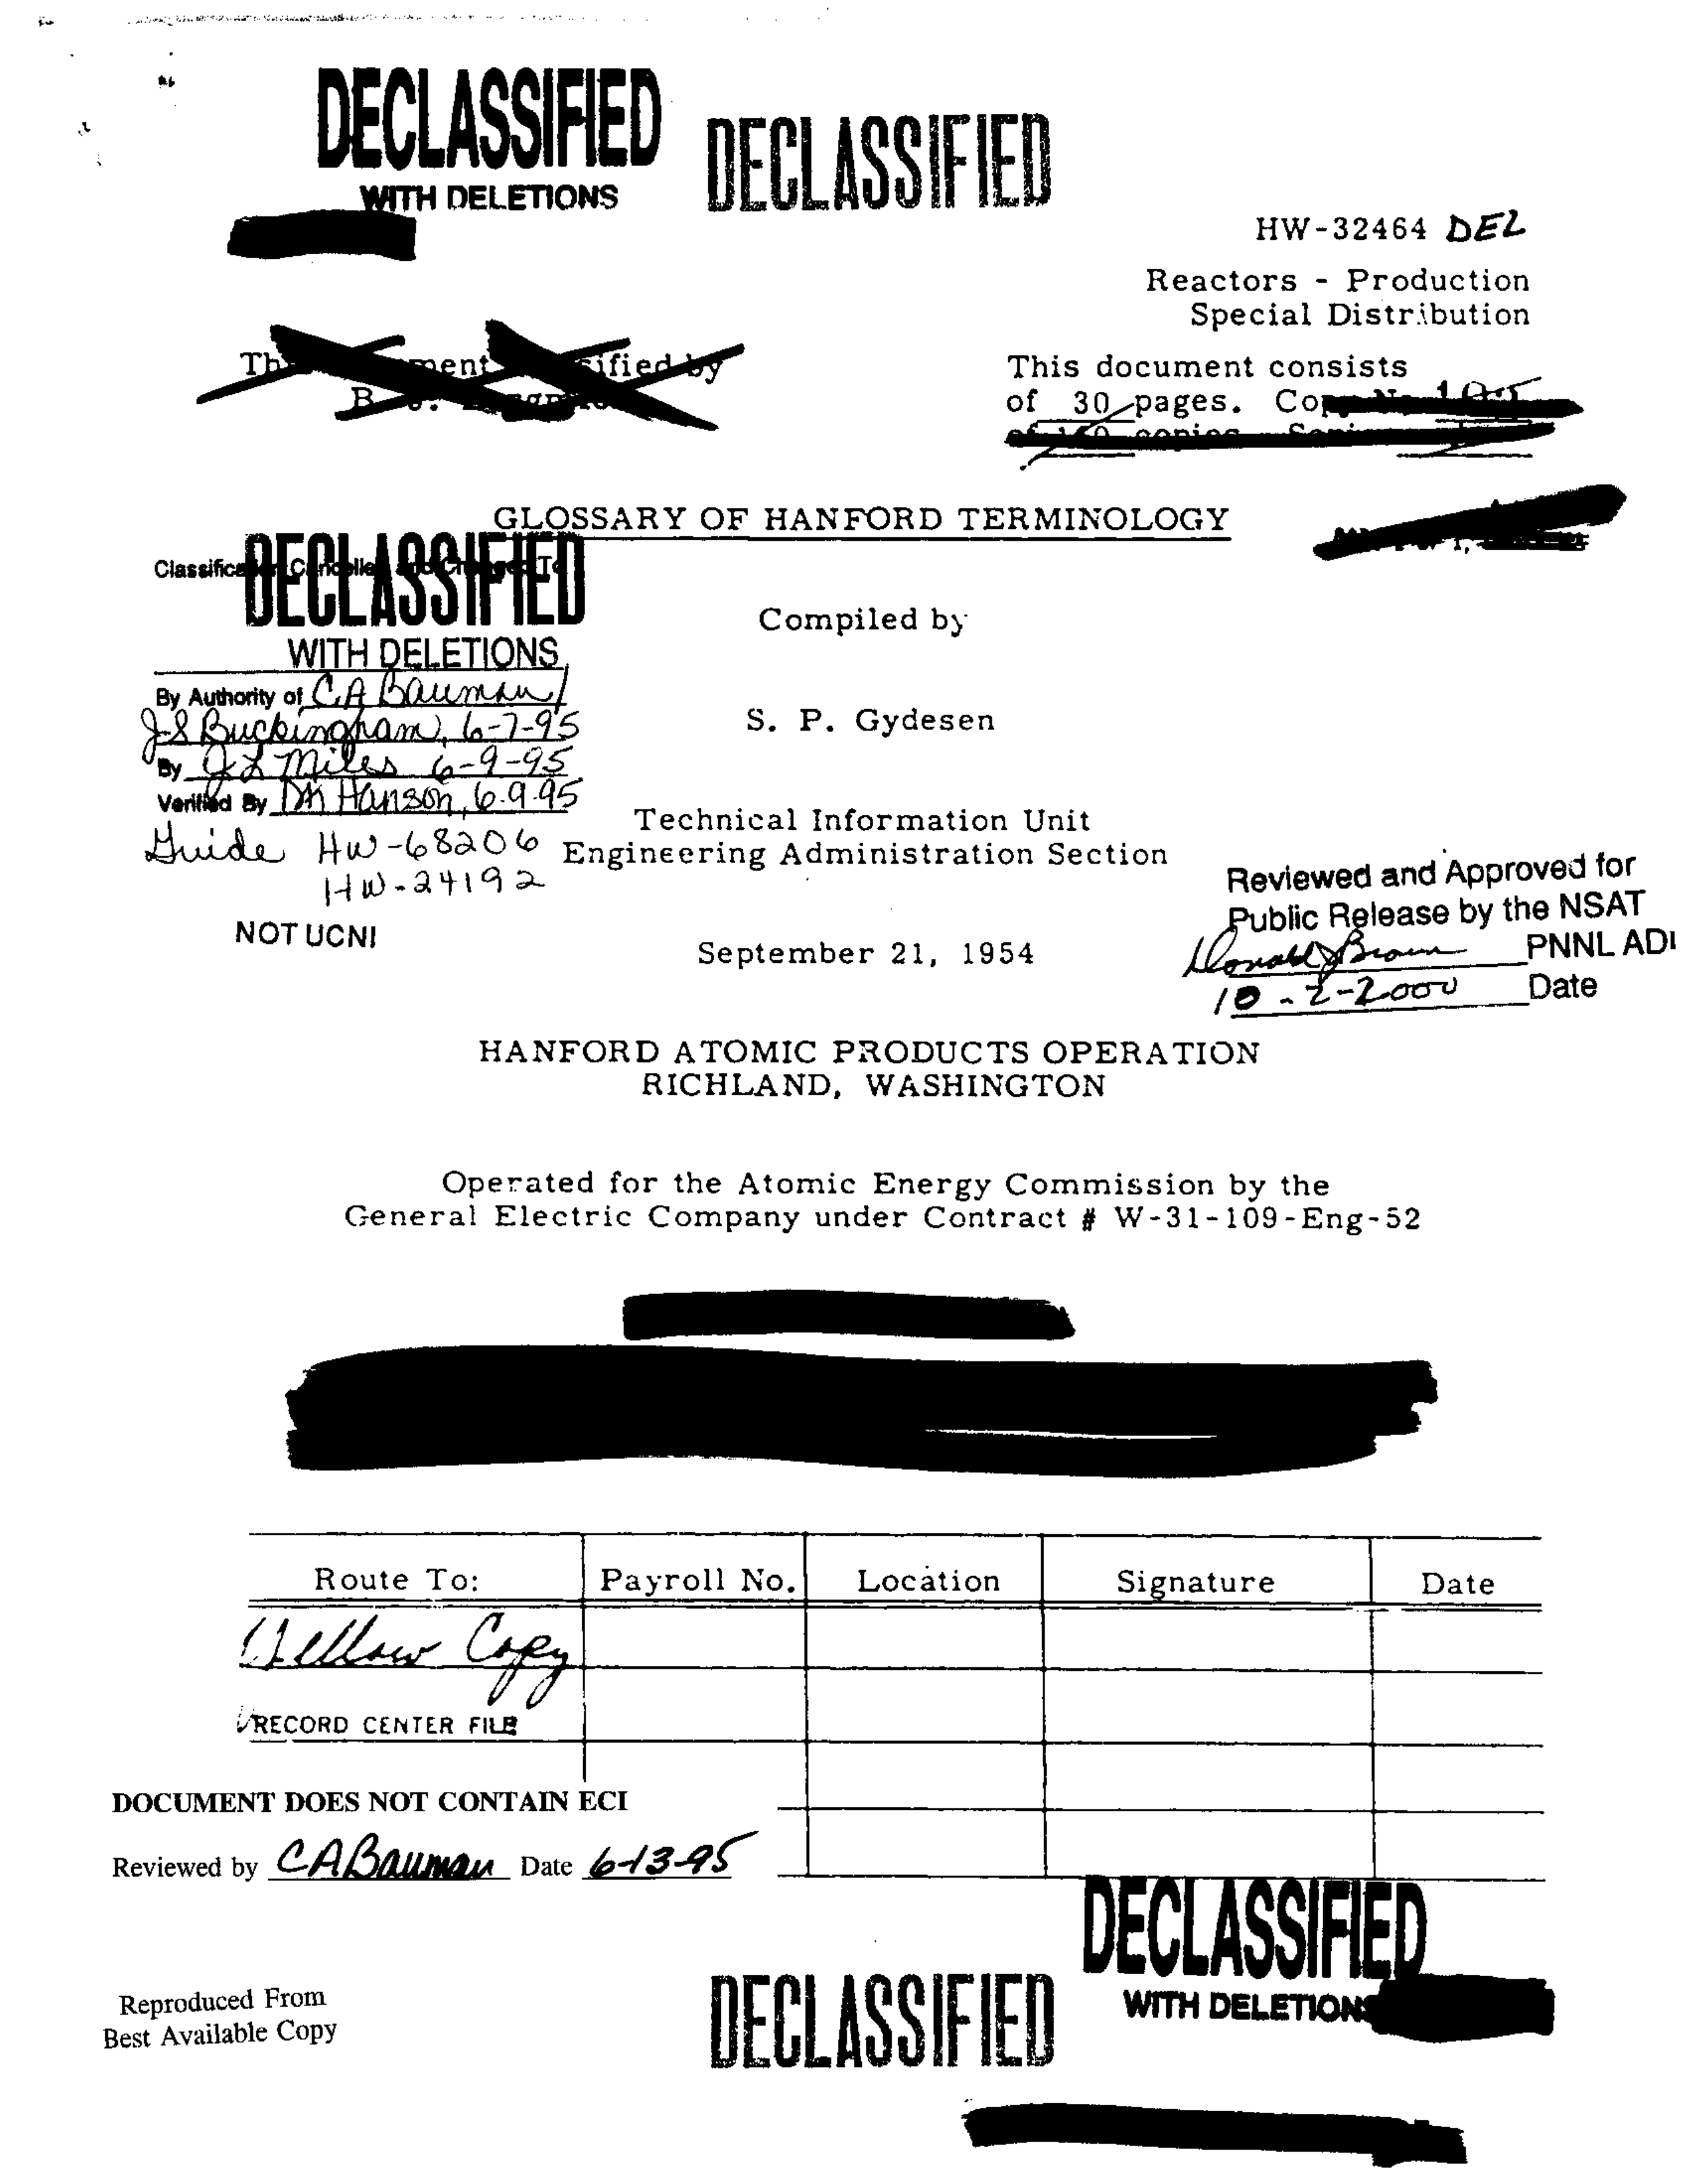 DECLASSIFIED
WITH DELETIONS
DECLASSIFIED
HW-32464 DEL
Reactors - Production
Special Distribution
This document consists
of 30 pages.
GLOSSARY OF HANFORD TERMINOLOGY
DECLASSIFIED
WITH DELETIONS
By Authority of CA Bauman/
J-S Buckingham, 6-7-95
By J L Miles 6-9-95
Verified By DK Hanson, 6.9.95
Guide HW-68206
HW-24192
NOT UCNI
Compiled by
S. P. Gydesen
Technical Information Unit
Engineering Administration Section
September 21, 1954
Reviewed and Approved for
Public Release by the NSAT
Donald Brown PNNL ADI
10-2-2000 Date
HANFORD ATOMIC PRODUCTS OPERATION
RICHLAND, WASHINGTON
Operated for the Atomic Energy Commission by the
General Electric Company under Contract # W-31-109-Eng-52
Route To: Payroll No. Location Signature Date
Yellow Copy
RECORD CENTER FILE
DOCUMENT DOES NOT CONTAIN ECI
Reviewed by CABauman Date 6-13-95
DECLASSIFIED
WITH DELETIONS
DECLASSIFIED
Reproduced From
Best Available Copy